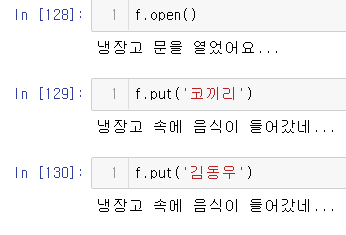 In [128]: 1 f.open()
냉장고 문을 열었어요...
In [129]: 1 f.put('코끼리')
냉장고 속에 음식이 들어갔네...
In [130]: 1 f.put('김동우')
냉장고 속에 음식이 들어갔네...